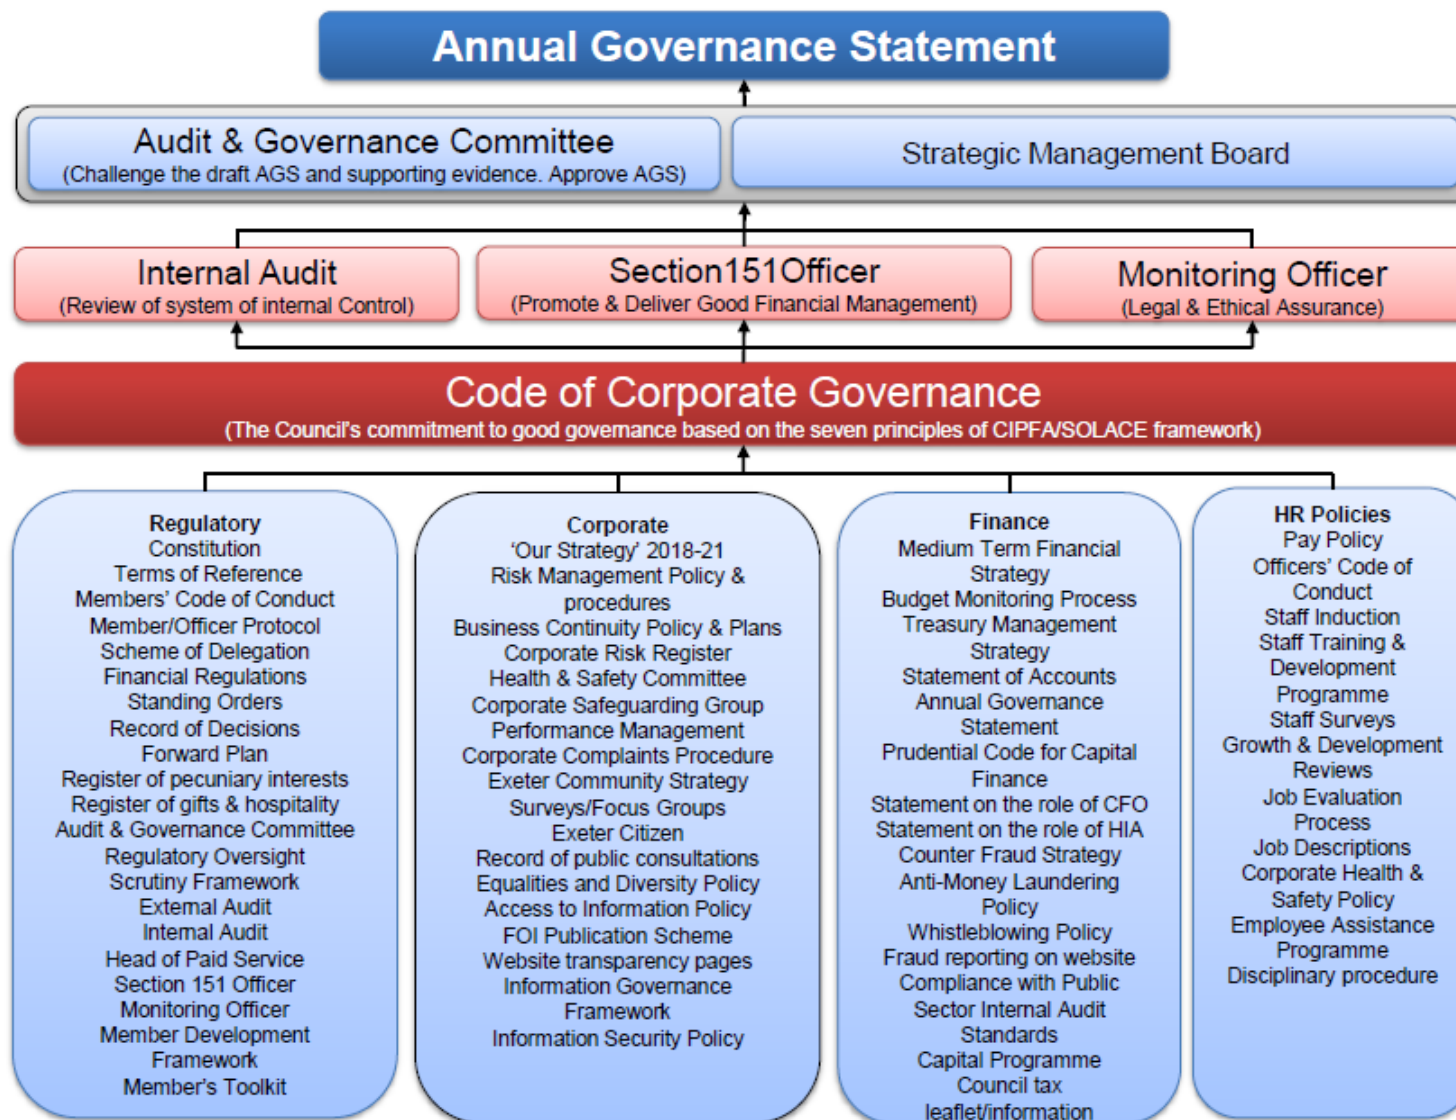 Annual Governance Statement
Audit & Governance Committee
(Challenge the draft AGS and supporting evidence. Approve AGS)
Strategic Management Board
Internal Audit
(Review of system of internal Control)
Section151Officer
(Promote & Deliver Good Financial Management)
Monitoring Officer
(Legal & Ethical Assurance)
Code of Corporate Governance
(The Council's commitment to good governance based on the seven principles of CIPFA/SOLACE framework)
Regulatory
Constitution
Terms of Reference
Members' Code of Conduct
Member/Officer Protocol
Scheme of Delegation
Financial Regulations
Standing Orders
Record of Decisions
Forward Plan
Register of pecuniary interests
Register of gifts & hospitality
Audit & Governance Committee
Regulatory Oversight
Scrutiny Framework
External Audit
Internal Audit
Head of Paid Service
Section 151 Officer
Monitoring Officer
Member Development
Framework
Member's Toolkit
Corporate
'Our Strategy' 2018-21
Risk Management Policy &
procedures
Business Continuity Policy & Plans
Corporate Risk Register
Health & Safety Committee
Corporate Safeguarding Group
Performance Management
Corporate Complaints Procedure
Exeter Community Strategy
Surveys/Focus Groups
Exeter Citizen
Record of public consultations
Equalities and Diversity Policy
Access to Information Policy
FOI Publication Scheme
Website transparency pages
Information Governance
Framework
Information Security Policy
Finance
Medium Term Financial
Strategy
Budget Monitoring Process
Treasury Management
Strategy
Statement of Accounts
Annual Governance
Statement
Prudential Code for Capital
Finance
Statement on the role of CFO
Statement on the role of HIA
Counter Fraud Strategy
Anti-Money Laundering
Policy
Whistleblowing Policy
Fraud reporting on website
Compliance with Public
Sector Internal Audit
Standards
Capital Programme
Council tax
leaflet/information
HR Policies
Pay Policy
Officers' Code of
Conduct
Staff Induction
Staff Training &
Development
Programme
Staff Surveys
Growth & Development
Reviews
Job Evaluation
Process
Job Descriptions
Corporate Health &
Safety Policy
Employee Assistance
Programme
Disciplinary procedure